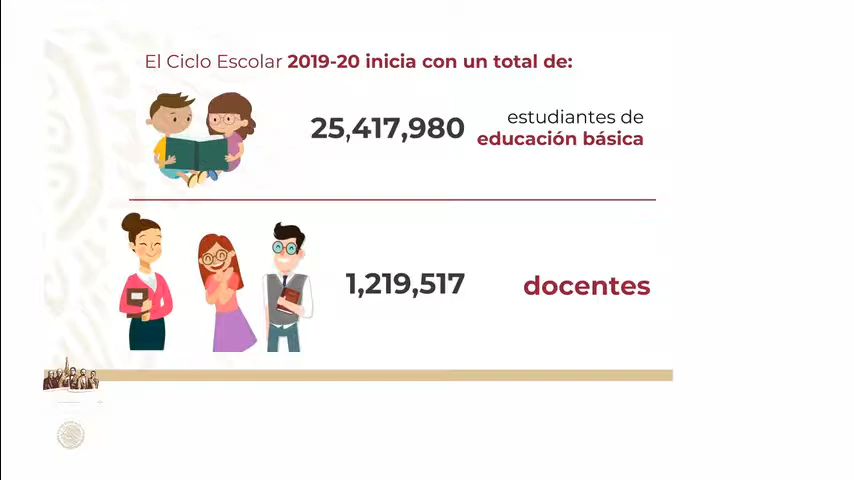 El Ciclo Escolar 2019-20 inicia con un total de:
25,417,980
estudiantes de
educación básica
1,219,517
docentes